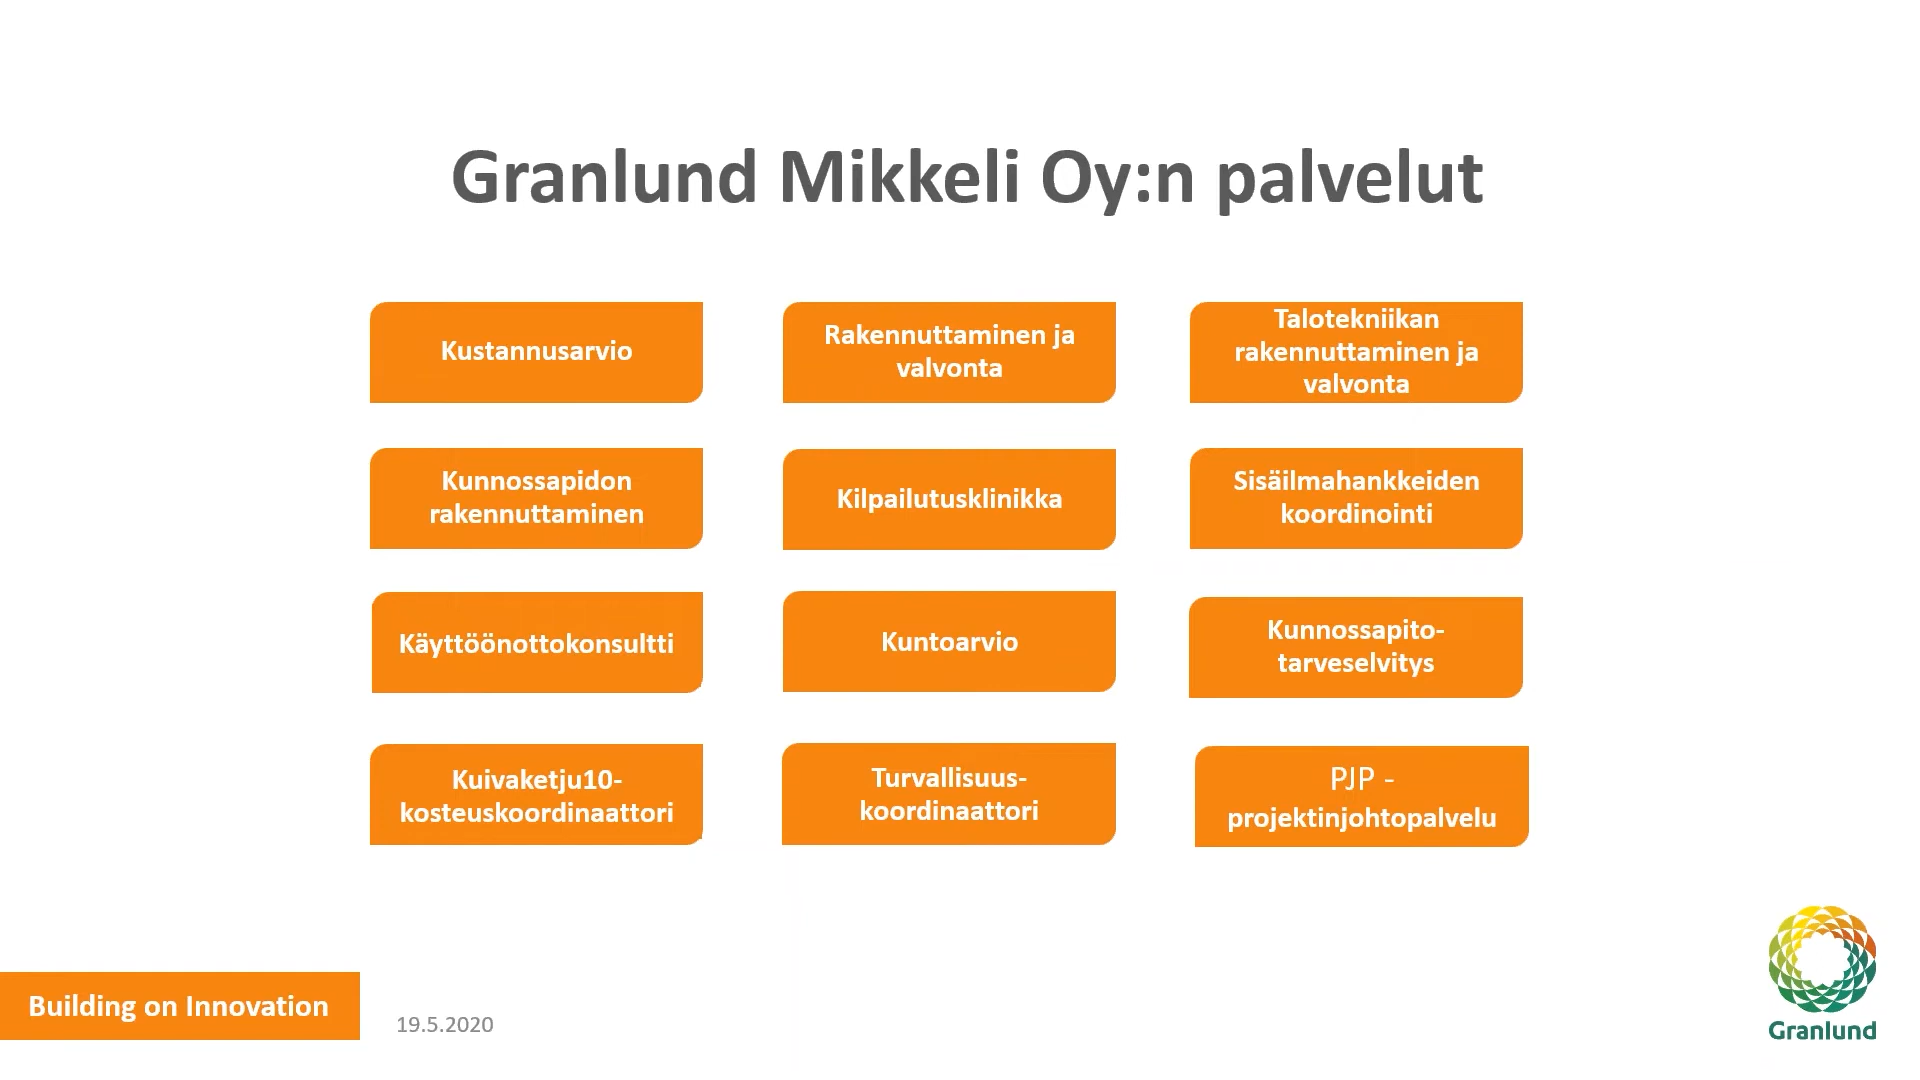 Granlund Mikkeli Oy:n palvelut
Kustannusarvio
Rakennuttaminen ja
valvonta
Talotekniikan
rakennuttaminen ja
valvonta
Kunnossapidon
rakennuttaminen
Kilpailutusklinikka
Sisäilmahankkeiden
koordinointi
Käyttöönottokonsultti
Kuntoarvio
Kunnossapito-
tarveselvitys
Kuivaketju10-
kosteuskoordinaattori
Turvallisuus-
koordinaattori
PJP -
projektinjohtopalvelu
Building on Innovation
19.5.2020
Granlund